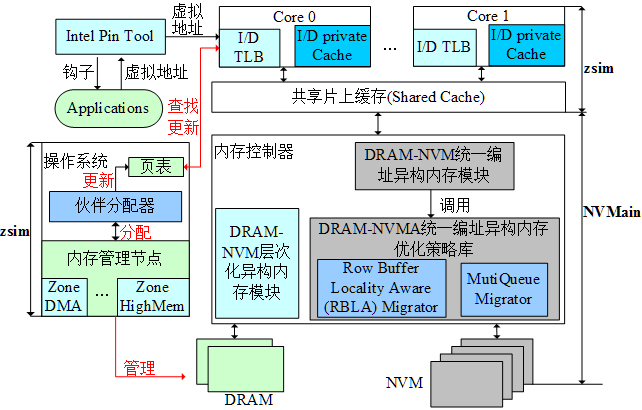 Intel Pin Tool
虚拟
地址
Core 0
I/D
TLB
I/D private
Cache
...
Core 1
I/D TLB
I/D private
Cache
zsim
钩子
虚拟地址
Applications
查找
更新
共享片上缓存(Shared Cache)
操作系统
页表
更新
伙伴分配器
分配
内存管理节点
Zone
DMA
...
Zone
HighMem
zsim
管理
内存控制器
DRAM-NVM统一编
址异构内存模块
调用
DRAM-
NVM层次
化异构内
存模块
DRAM-NVMA统一编址异构内存
优化策略库
Row Buffer
Locality Aware
(RBLA) Migrator
MutiQueue
Migrator
NVMain
DRAM
NVM